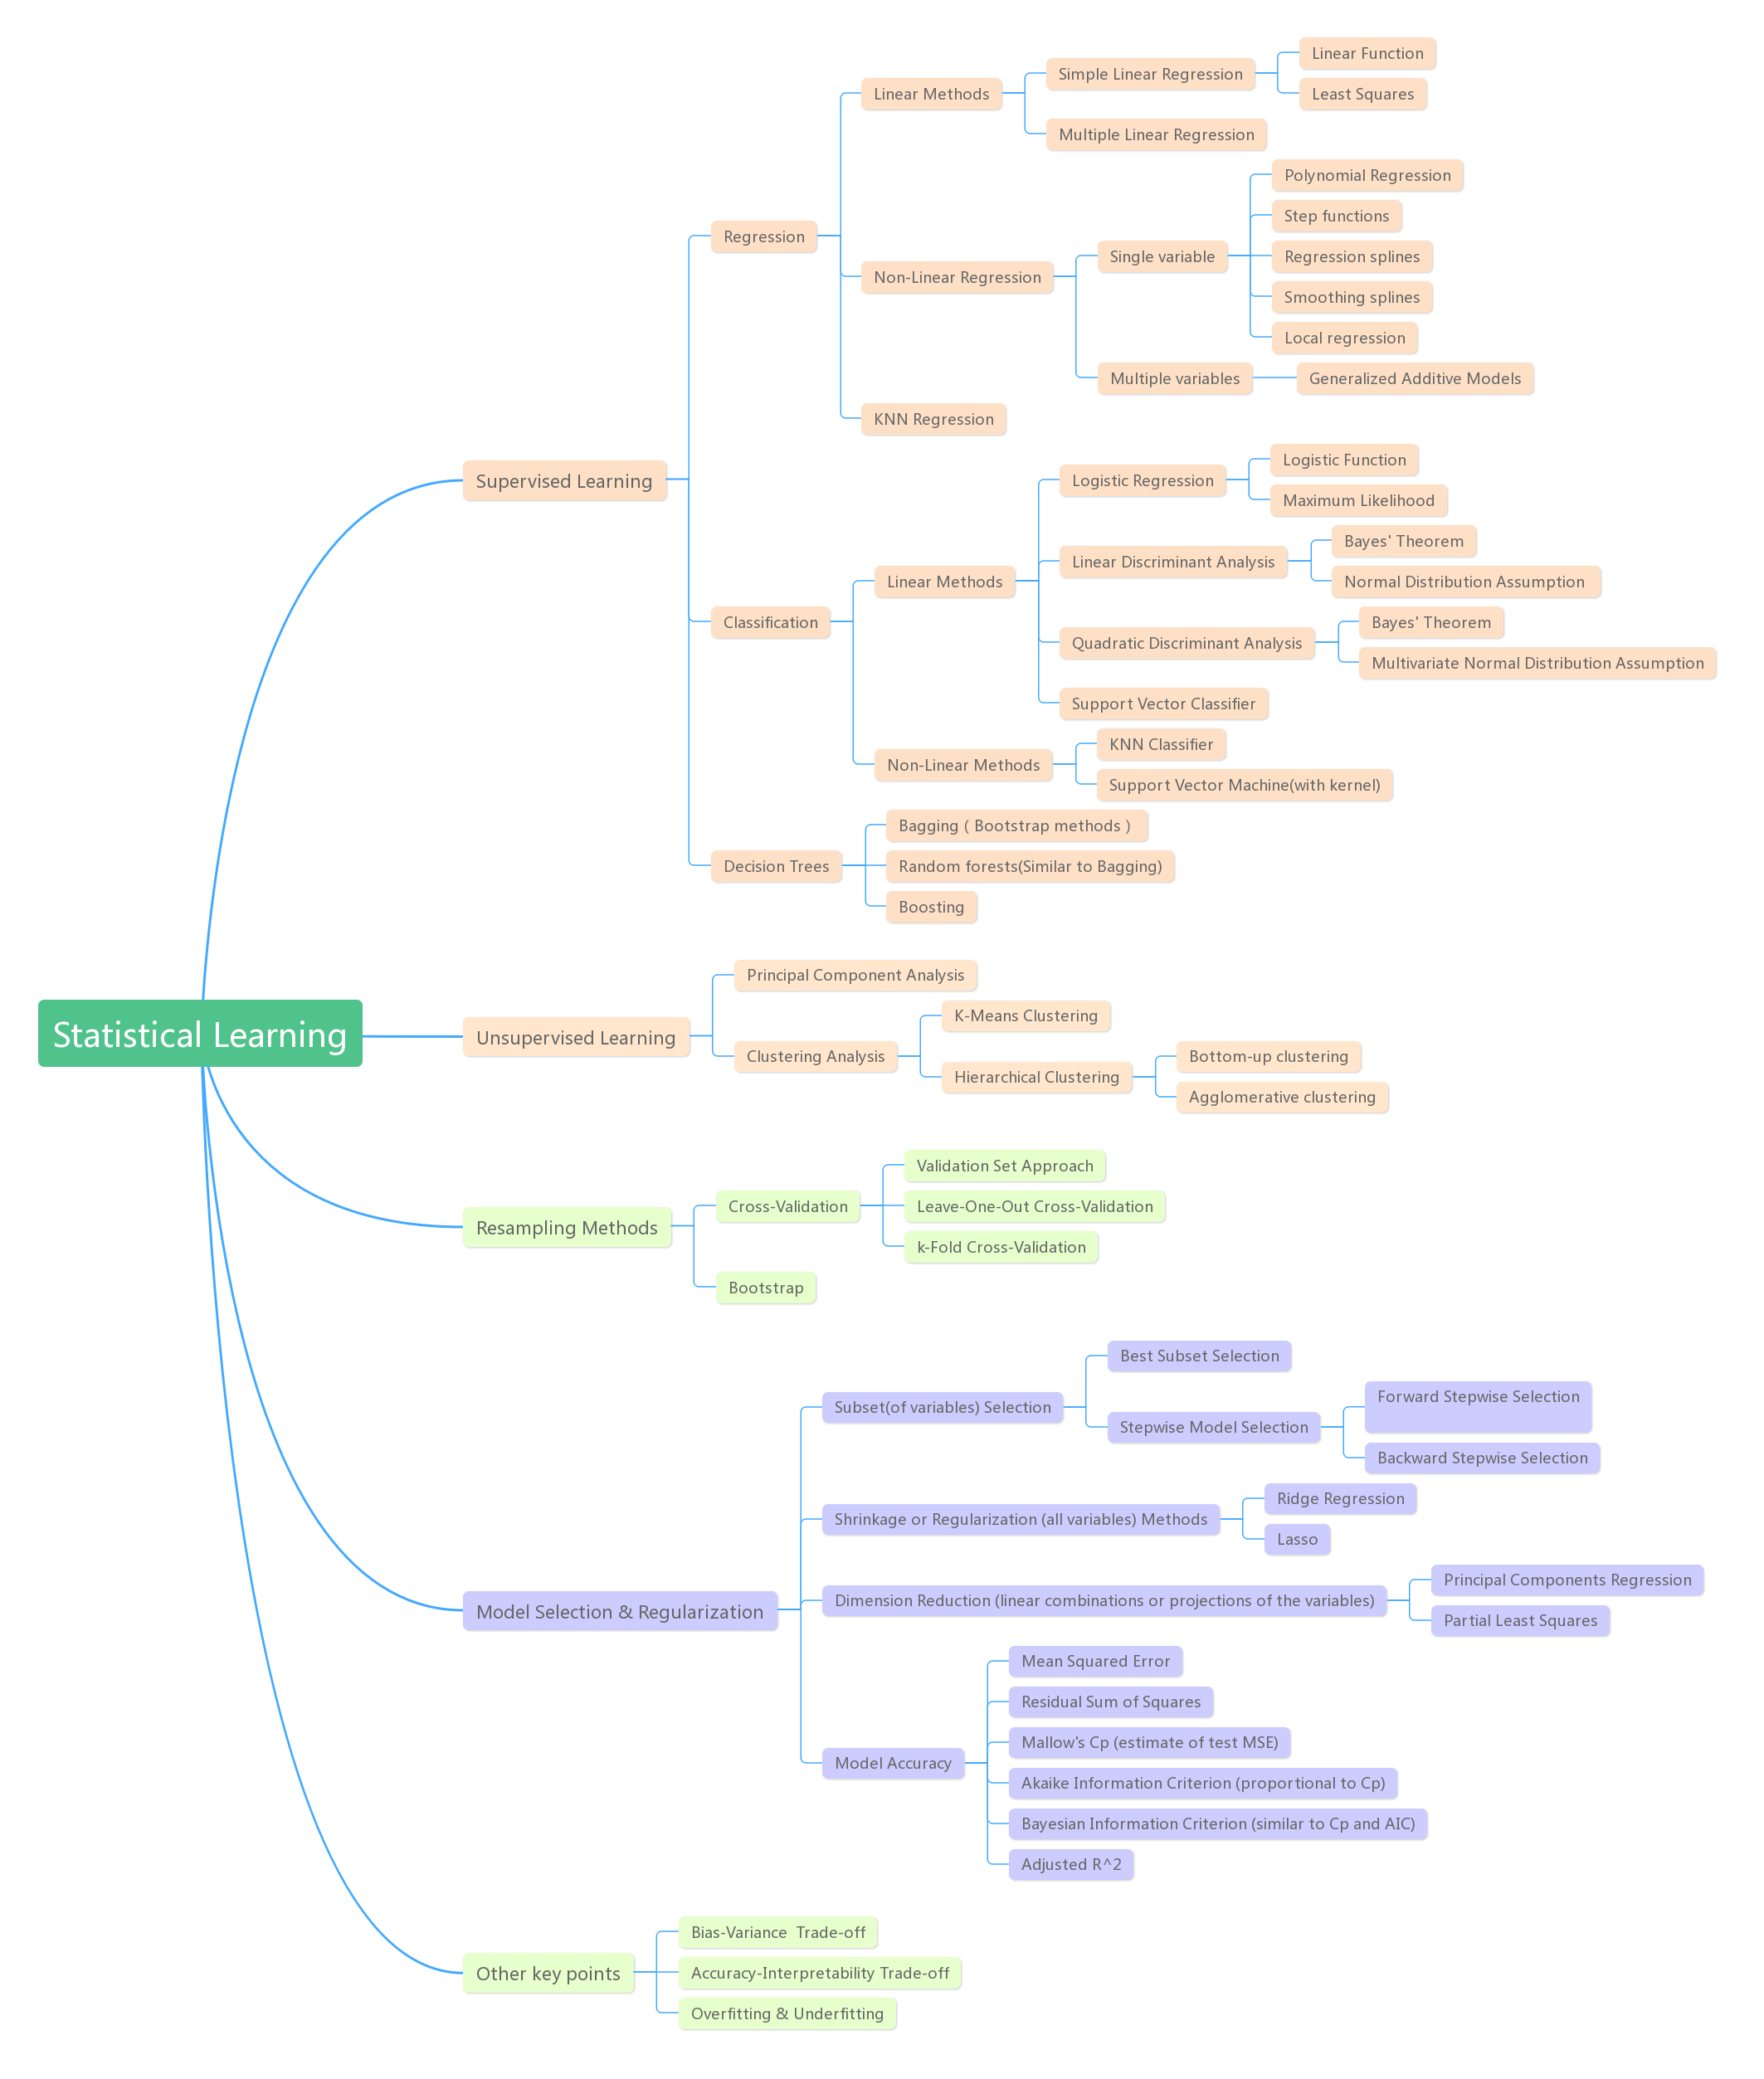 Statistical Learning
Supervised Learning
Regression
Linear Methods
Simple Linear Regression
Linear Function
Least Squares
Multiple Linear Regression
Non-Linear Regression
Single variable
Polynomial Regression
Step functions
Regression splines
Smoothing splines
Local regression
Multiple variables
Generalized Additive Models
KNN Regression
Classification
Linear Methods
Logistic Regression
Logistic Function
Maximum Likelihood
Linear Discriminant Analysis
Bayes' Theorem
Normal Distribution Assumption
Quadratic Discriminant Analysis
Bayes' Theorem
Multivariate Normal Distribution Assumption
Support Vector Classifier
Non-Linear Methods
KNN Classifier
Support Vector Machine(with kernel)
Decision Trees
Bagging ( Bootstrap methods )
Random forests(Similar to Bagging)
Boosting
Unsupervised Learning
Principal Component Analysis
Clustering Analysis
K-Means Clustering
Hierarchical Clustering
Bottom-up clustering
Agglomerative clustering
Resampling Methods
Cross-Validation
Validation Set Approach
Leave-One-Out Cross-Validation
k-Fold Cross-Validation
Bootstrap
Model Selection & Regularization
Subset(of variables) Selection
Best Subset Selection
Stepwise Model Selection
Forward Stepwise Selection
Backward Stepwise Selection
Shrinkage or Regularization (all variables) Methods
Ridge Regression
Lasso
Dimension Reduction (linear combinations or projections of the variables)
Principal Components Regression
Partial Least Squares
Model Accuracy
Mean Squared Error
Residual Sum of Squares
Mallow's Cp (estimate of test MSE)
Akaike Information Criterion (proportional to Cp)
Bayesian Information Criterion (similar to Cp and AIC)
Adjusted R^2
Other key points
Bias-Variance  Trade-off
Accuracy-Interpretability Trade-off
Overfitting & Underfitting